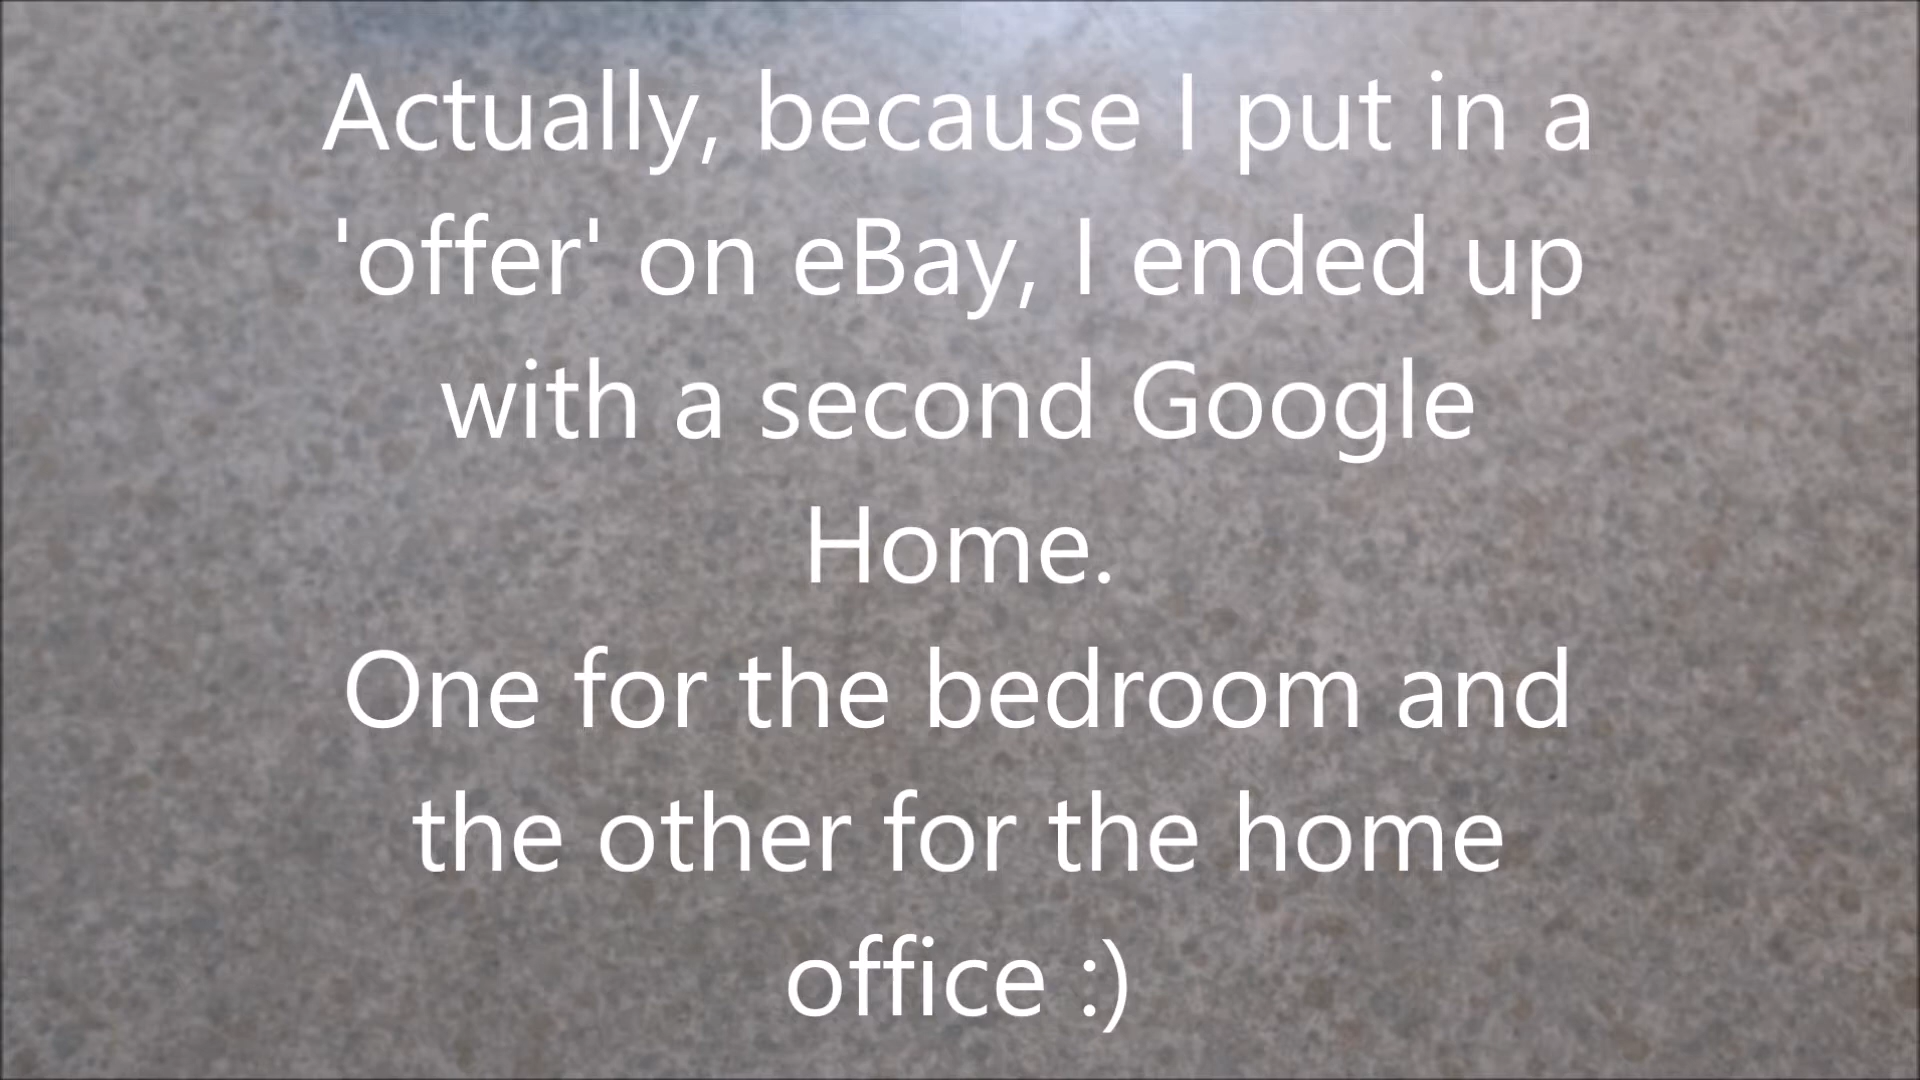 Actually, because I put in a
'offer' on eBay, I ended up
with a second Google
Home.
One for the bedroom and
the other for the home
office :)